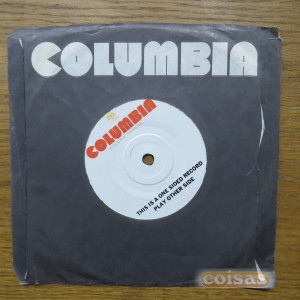 COLUMBIA
COLUMBIA
THIS IS A ONE SIDED RECORD
PLAY OTHER SIDE
coisas